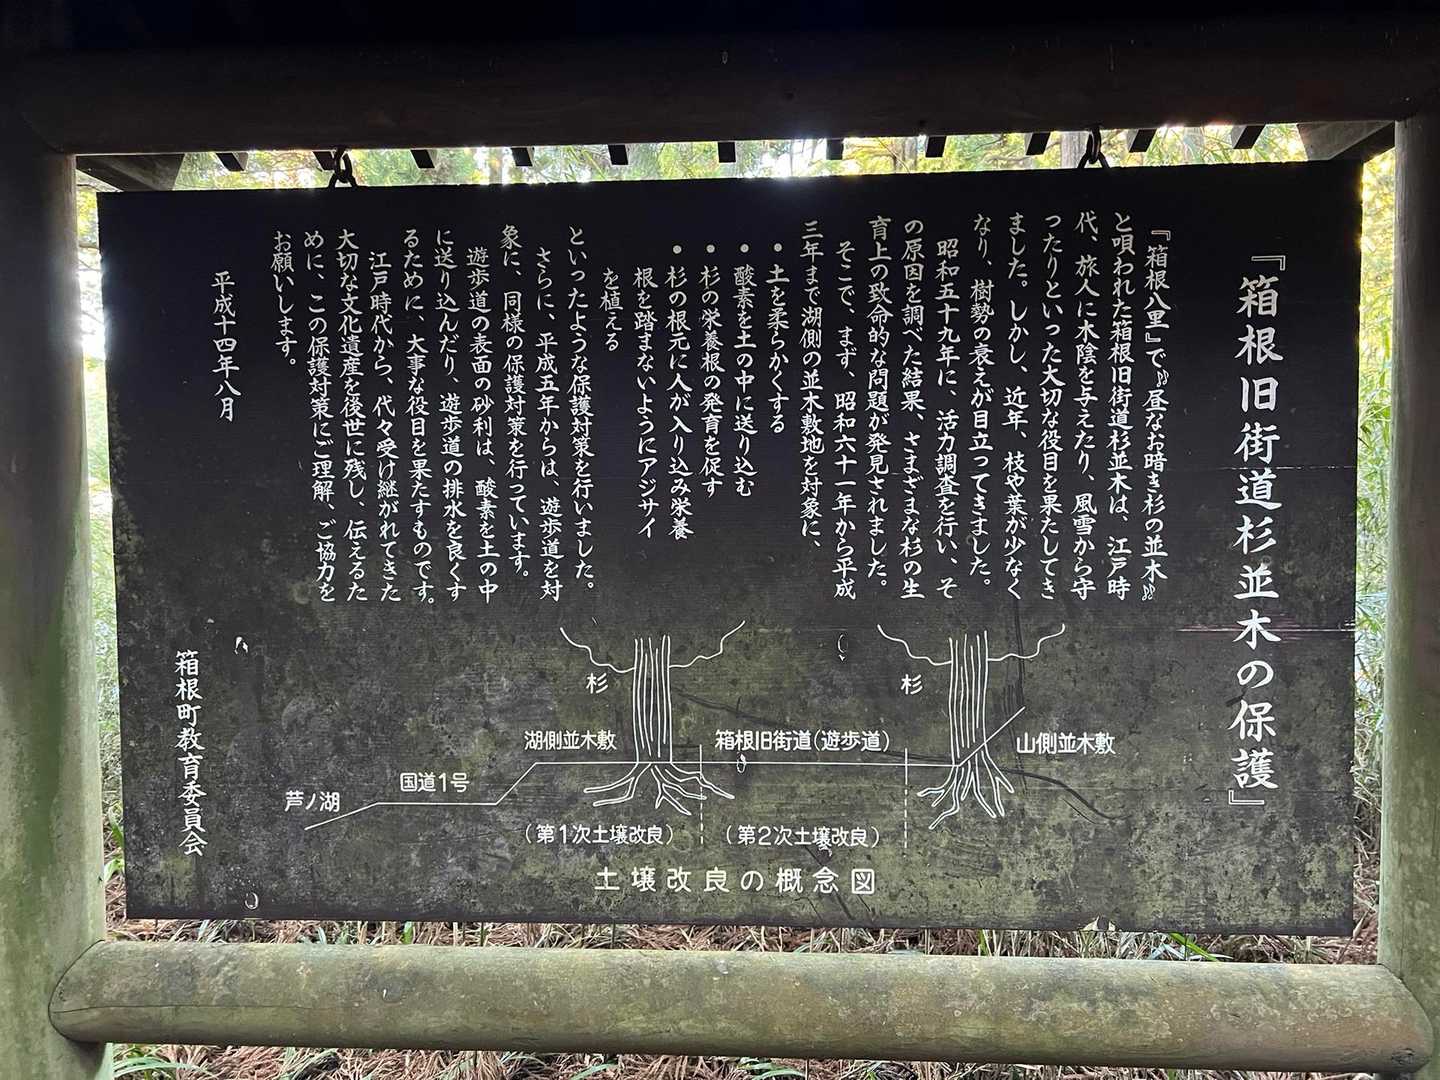 『箱根旧街道杉並木の保護』
『箱根八里』で♪昼なお暗き杉の並木♪
と唄われた箱根旧街道杉並木は、江戸時
代、旅人に木陰を与えたり、風雪から守
ったりといった大切な役目を果たしてき
ました。しかし、近年、枝や葉が少なく
なり、樹勢の衰えが目立ってきました。
昭和五十九年に、活力調査を行い、そ
の原因を調べた結果、さまざまな杉の生
育上の致命的な問題が発見されました。
そこで、まず、昭和六十一年から平成
三年まで湖側の並木敷地を対象に、
・土を柔らかくする
・酸素を土の中に送り込む
・杉の栄養根の発育を促す
・杉の根元に人が入り込み栄養
根を踏まないようにアジサイ
を植える
といったような保護対策を行いました。
さらに、平成五年からは、遊歩道を対
象に、同様の保護対策を行っています。
遊歩道の表面の砂利は、酸素を土の中
に送り込んだり、遊歩道の排水を良くす
るために、大事な役目を果たすものです。
江戸時代から、代々受け継がれてきた
大切な文化遺産を後世に残し、伝えるた
めに、この保護対策にご理解、ご協力を
お願いします。
平成十四年八月
箱根町教育委員会
杉
杉
湖側並木敷
箱根旧街道(遊歩道)
山側並木敷
国道1号
芦ノ湖
(第1次土壌改良)
(第2次土壌改良)
土壌改良の概念図